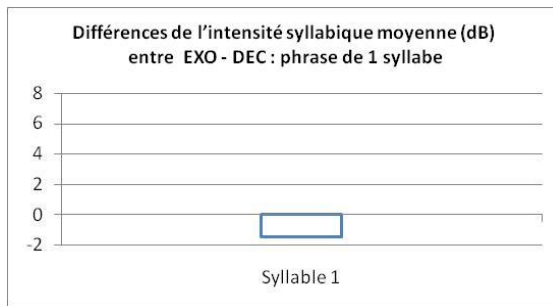 Différences de l’intensité syllabique moyenne (dB)
entre EXO - DEC : phrase de 1 syllabe
8
6
4
2
0
-2
Syllable 1